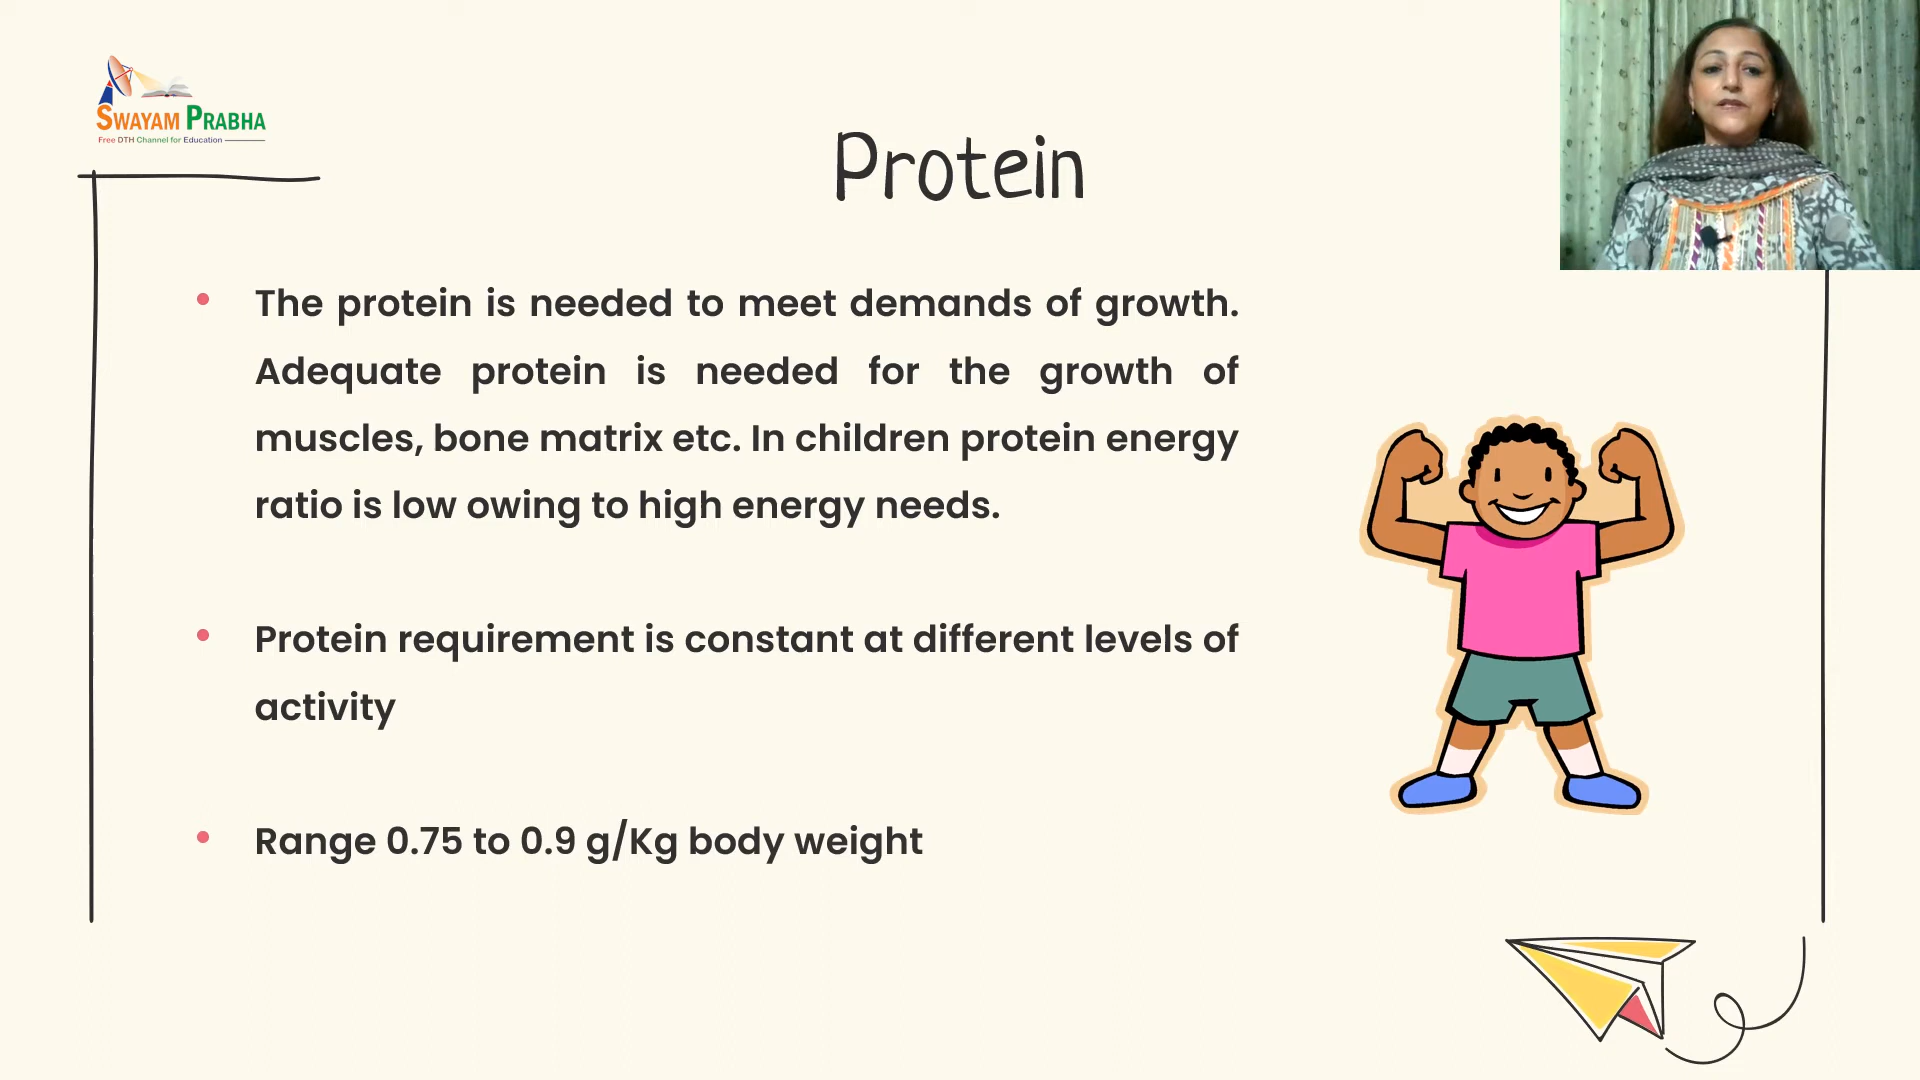 SWAYAM PRABHA
Free DTH Channel for Education
Protein
• The protein is needed to meet demands of growth.
Adequate protein is needed for the growth of
muscles, bone matrix etc. In children protein energy
ratio is low owing to high energy needs.
• Protein requirement is constant at different levels of
activity
• Range 0.75 to 0.9 g/Kg body weight